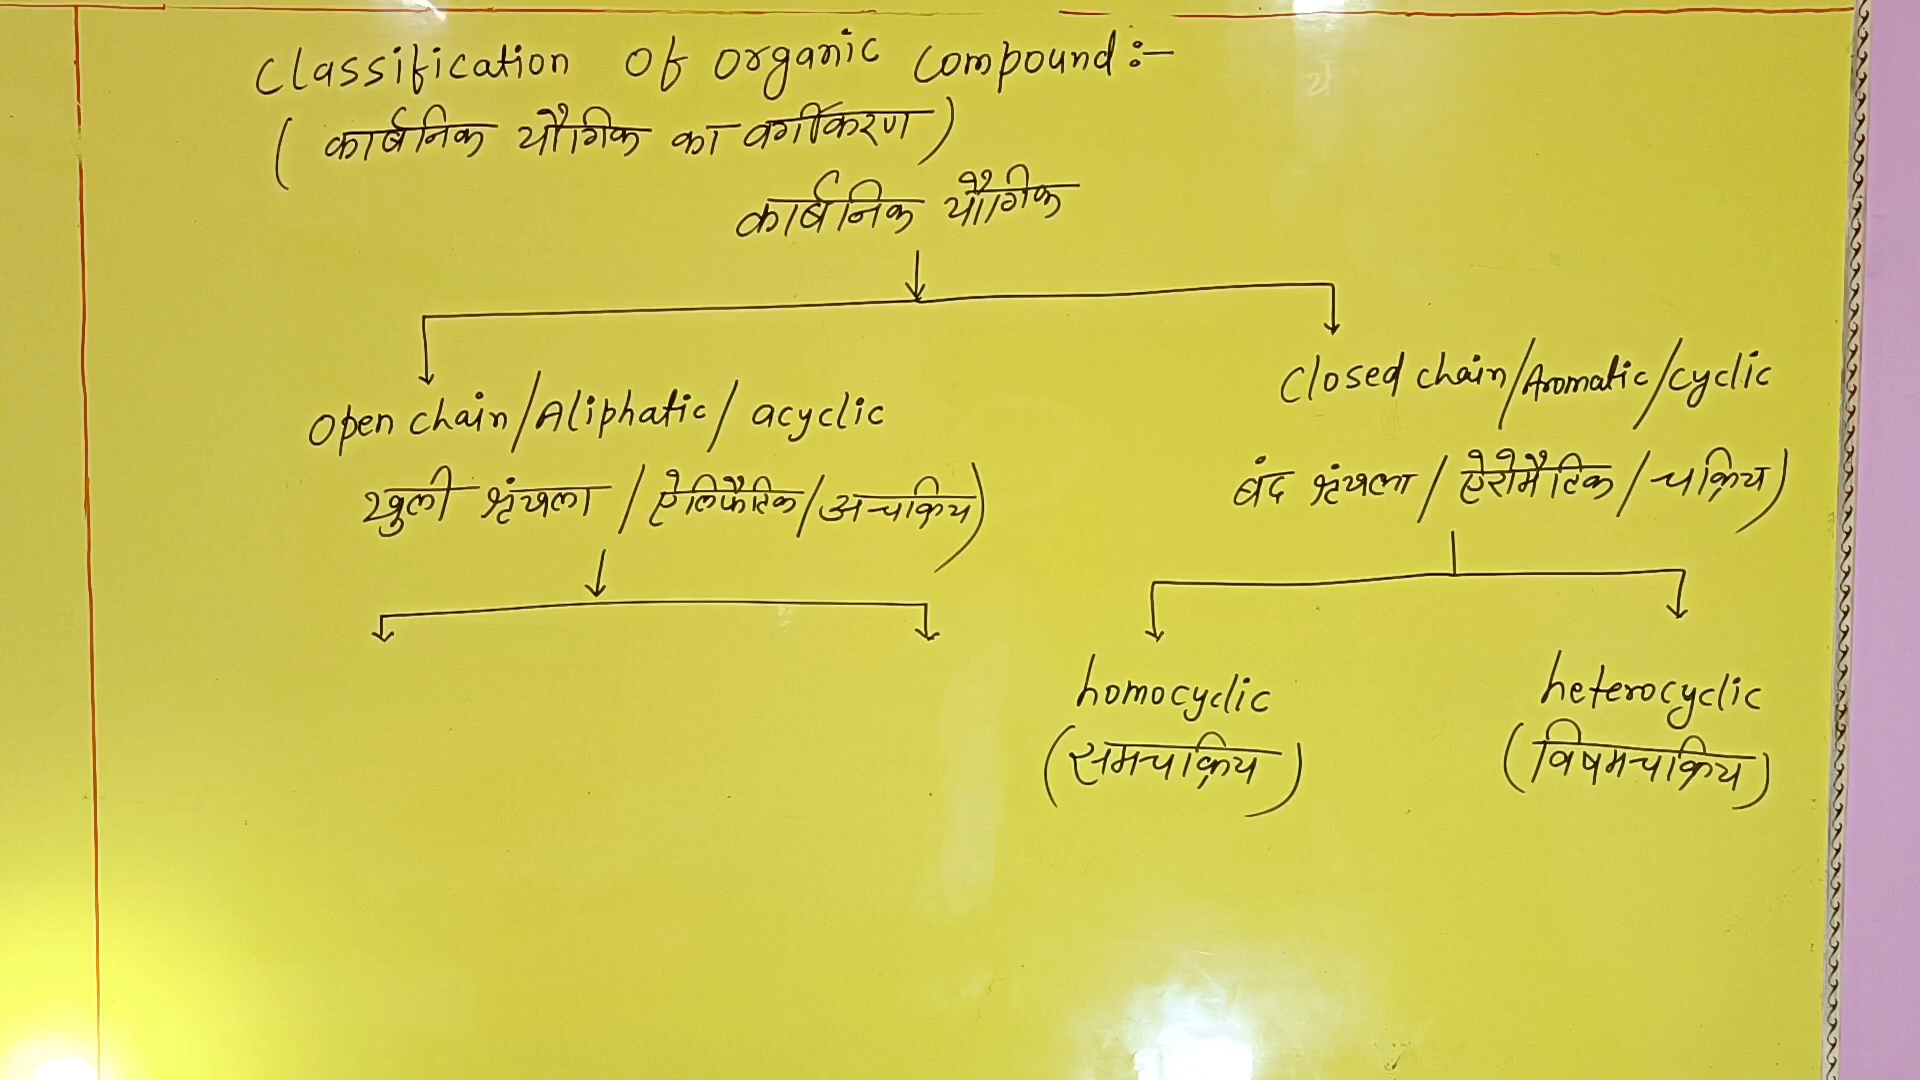 Classification of organic compound:-
( कार्बनिक यौगिक का वर्गीकरण )
कार्बनिक यौगिक
Open chain/Aliphatic/ acyclic
खुली श्रृंखला / ऐलिफैटिक/अचक्रिय)
Closed chain/Aromatic/cyclic
बंद श्रृंखला / ऐरोमैटिक / चक्रिय)
homocyclic
(समचक्रिय)
heterocyclic
(विषमचक्रिय)